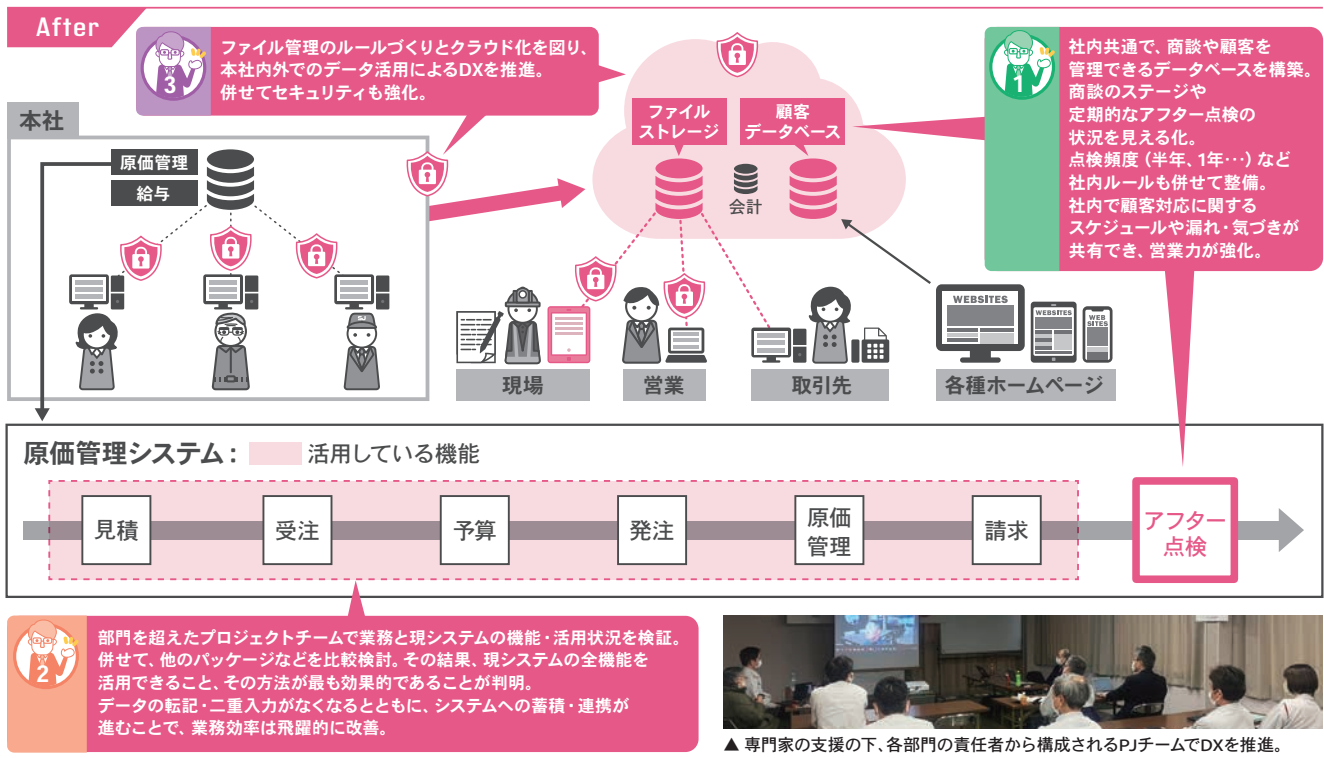 After
3
ファイル管理のルールづくりとクラウド化を図り、
本社内外でのデータ活用によるDXを推進。
併せてセキュリティも強化。
1
社内共通で、商談や顧客を
管理できるデータベースを構築。
商談のステージや
定期的なアフター点検の
状況を見える化。
点検頻度（半年、1年…）など
社内ルールも併せて整備。
社内で顧客対応に関する
スケジュールや漏れ・気づきが
共有でき、営業力が強化。
本社
原価管理
給与
ファイル
ストレージ
顧客
データベース
会計
WEBSITES
WEBSITES
WEB
SITES
現場
営業
取引先
各種ホームページ
原価管理システム：
活用している機能
見積
受注
予算
発注
原価
管理
請求
アフター
点検
2
部門を超えたプロジェクトチームで業務と現システムの機能・活用状況を検証。
併せて、他のパッケージなどを比較検討。その結果、現システムの全機能を
活用できること、その方法が最も効果的であることが判明。
データの転記・二重入力がなくなるとともに、システムへの蓄積・連携が
進むことで、業務効率は飛躍的に改善。
▲ 専門家の支援の下、各部門の責任者から構成されるPJチームでDXを推進。